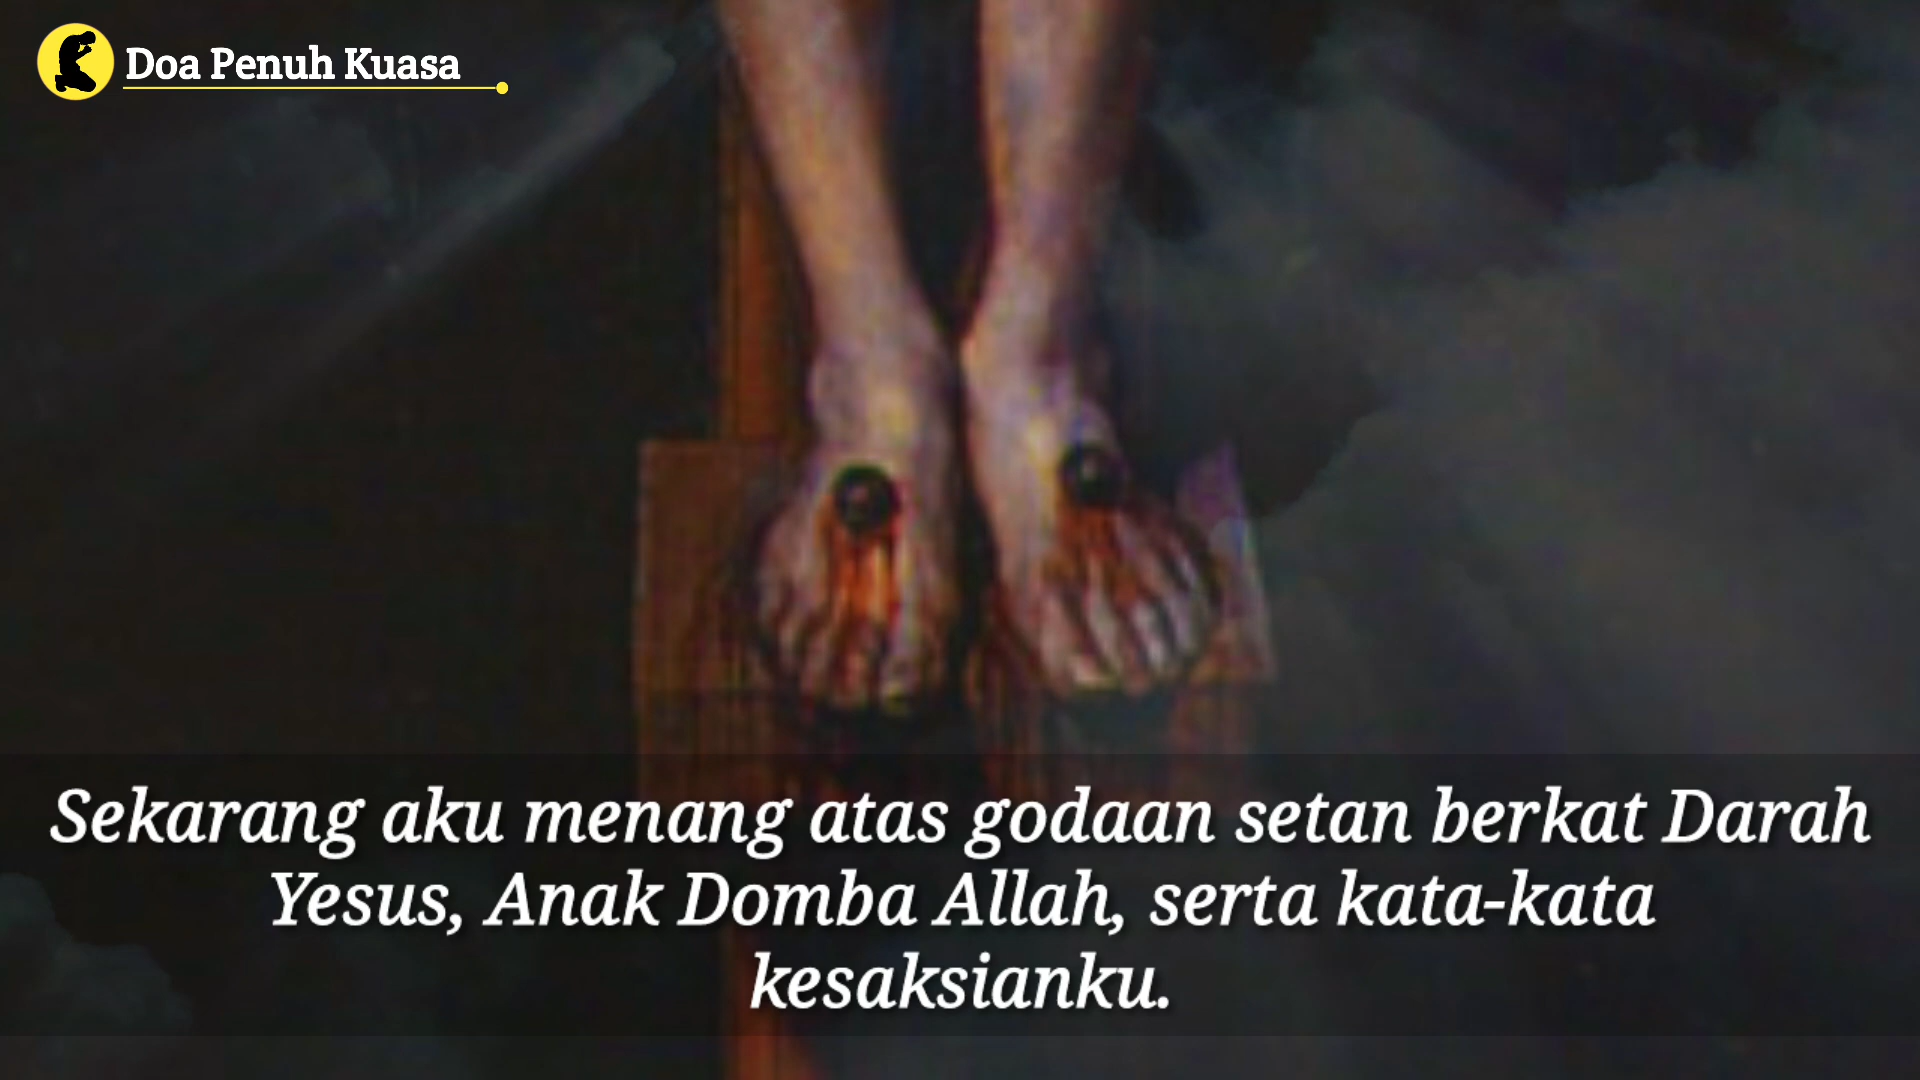 Doa Penuh Kuasa
Sekarang aku menang atas godaan setan berkat Darah
Yesus, Anak Domba Allah, serta kata-kata
kesaksianku.